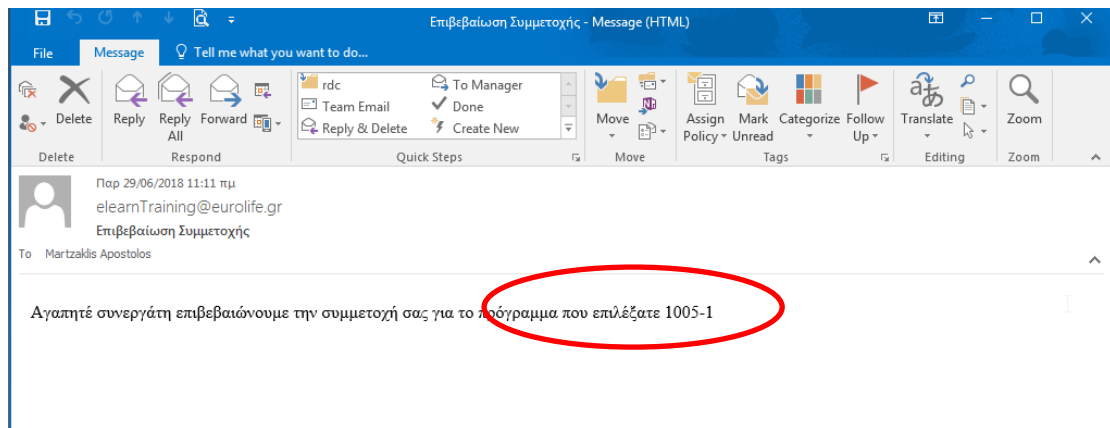 Επιβεβαίωση Συμμετοχής - Message (HTML)
File Message Tell me what you want to do...
rdc To Manager
Team Email Done
Reply & Delete Create New
Delete Reply Reply All Forward Move Assign Policy Mark Unread Categorize Follow Up Translate Zoom
Delete Respond Quick Steps Move Tags Editing Zoom
Παρ 29/06/2018 11:11 πμ
elearnTraining@eurolife.gr
Επιβεβαίωση Συμμετοχής
To Martzaklis Apostolos
Αγαπητέ συνεργάτη επιβεβαιώνουμε την συμμετοχή σας για το πρόγραμμα που επιλέξατε 1005-1